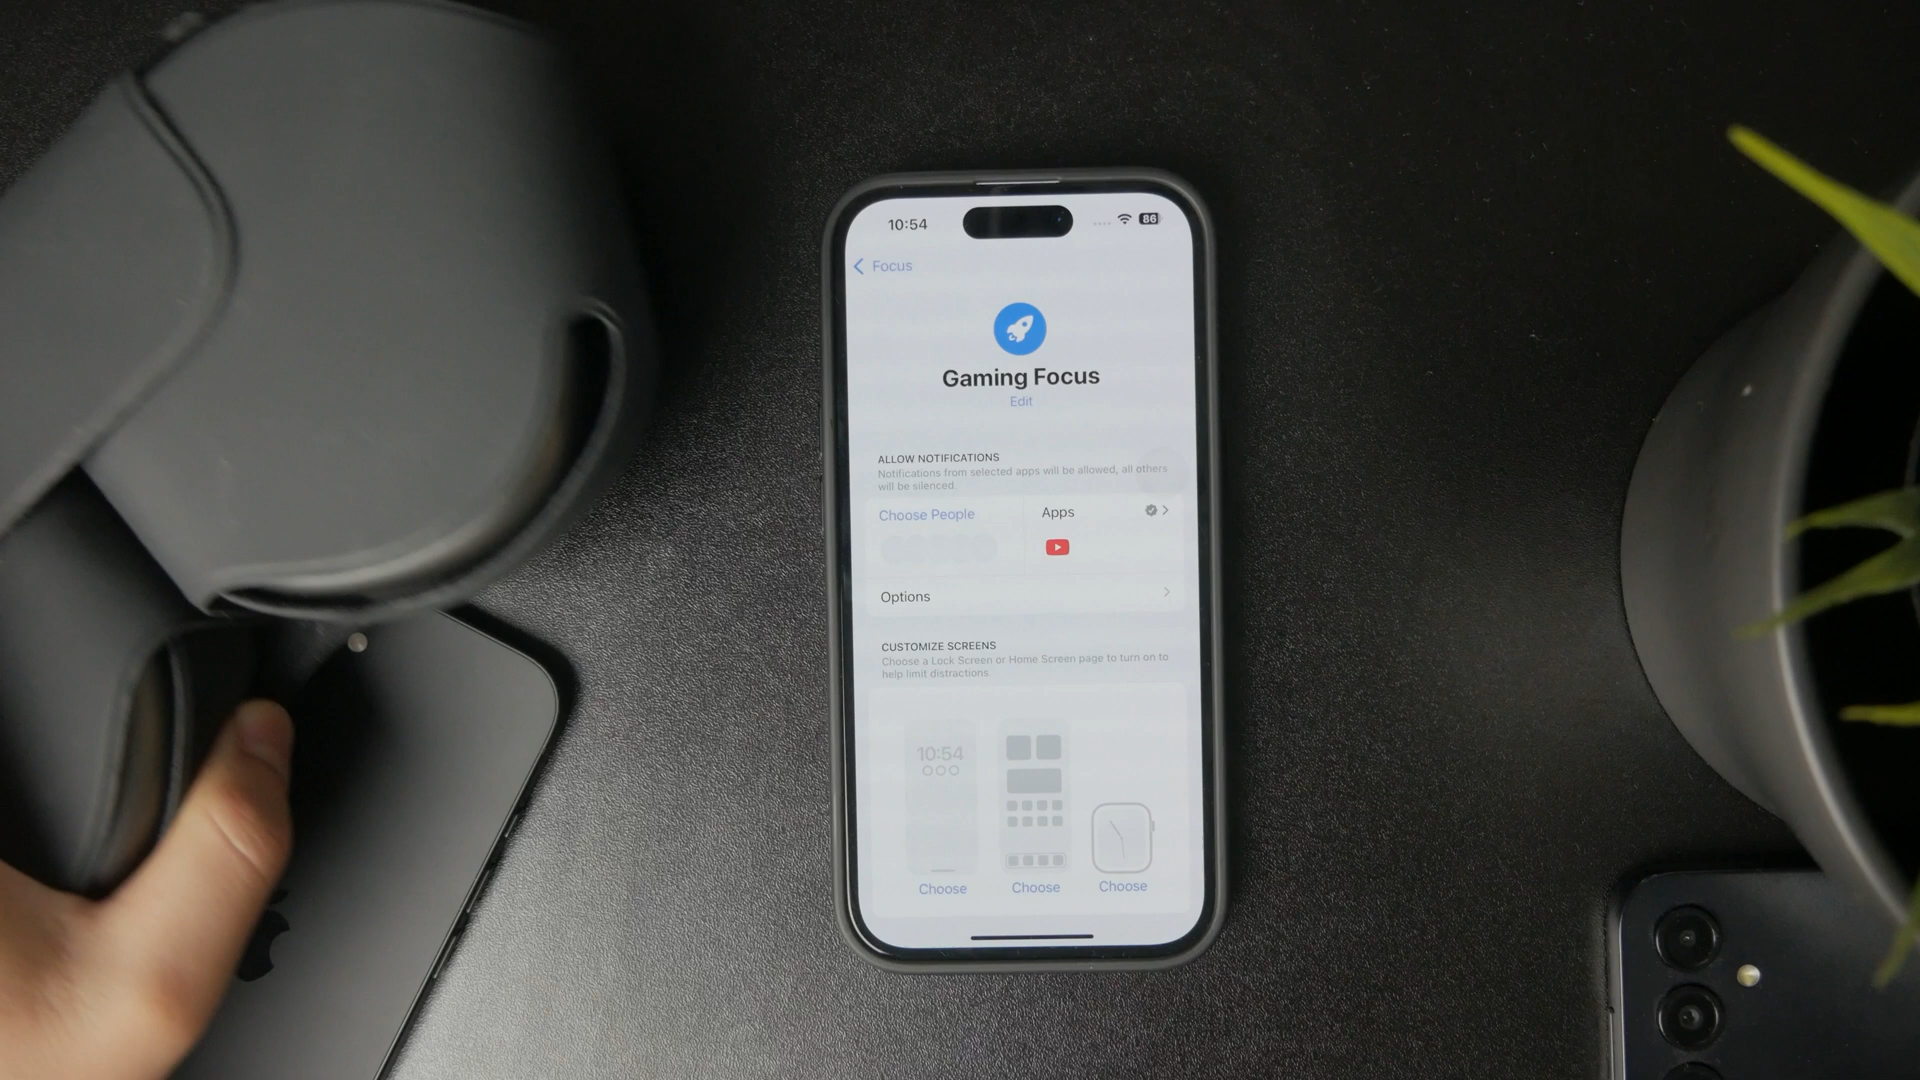 10:54
86
Focus
Gaming Focus
Edit
ALLOW NOTIFICATIONS
Notifications from selected apps will be allowed, all others
will be silenced.
Choose People
Apps
Options
CUSTOMIZE SCREENS
Choose a Lock Screen or Home Screen page to turn on to
help limit distractions
10:54
Choose
Choose
Choose